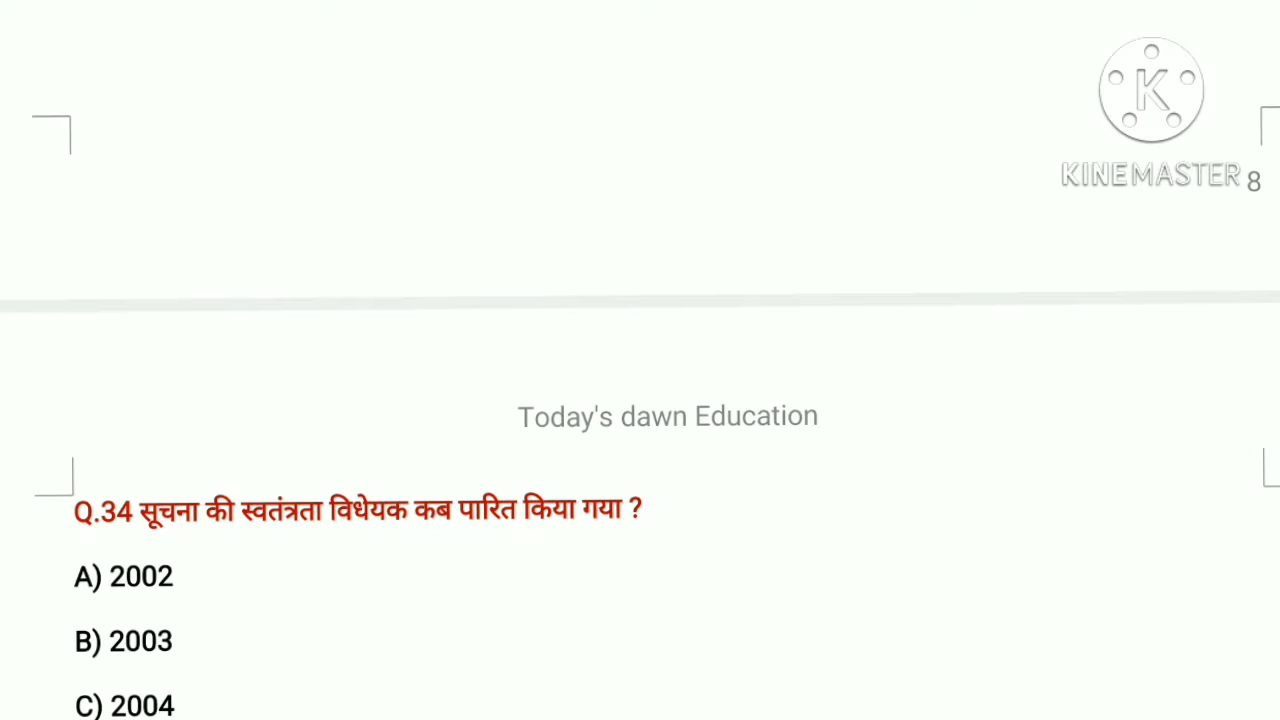 K
KINEMASTER
8
Today's dawn Education
Q.34 सूचना की स्वतंत्रता विधेयक कब पारित किया गया ?
A) 2002
B) 2003
C) 2004